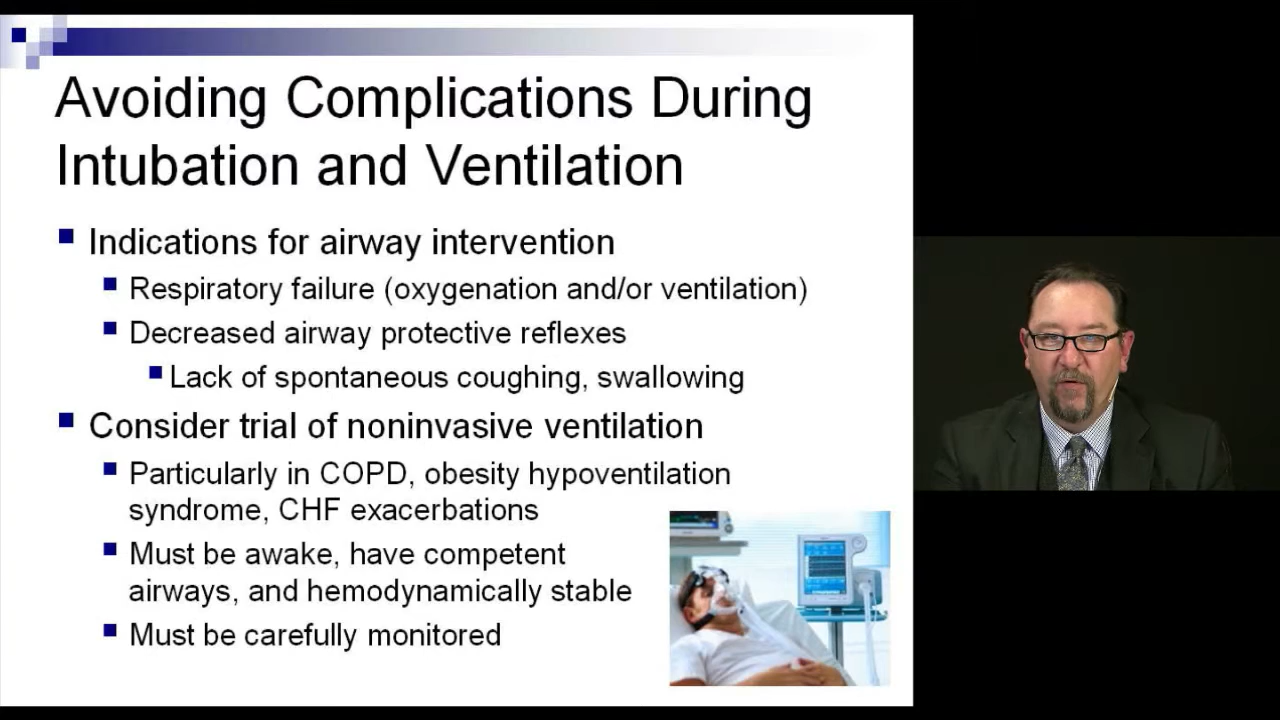 Avoiding Complications During
Intubation and Ventilation
Indications for airway intervention
Respiratory failure (oxygenation and/or ventilation)
Decreased airway protective reflexes
Lack of spontaneous coughing, swallowing
Consider trial of noninvasive ventilation
Particularly in COPD, obesity hypoventilation
syndrome, CHF exacerbations
Must be awake, have competent
airways, and hemodynamically stable
Must be carefully monitored